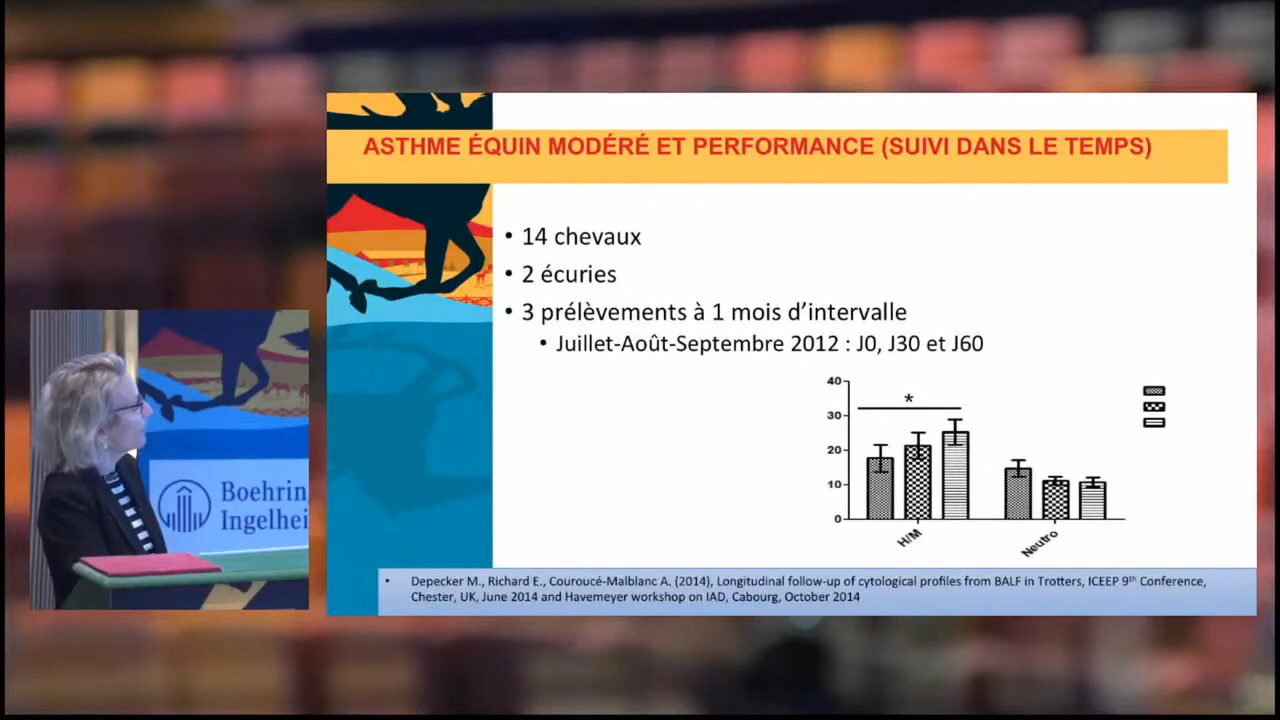 ASTHME ÉQUIN MODÉRÉ ET PERFORMANCE (SUIVI DANS LE TEMPS)
• 14 chevaux
• 2 écuries
• 3 prélèvements à 1 mois d’intervalle
• Juillet-Août-Septembre 2012 : J0, J30 et J60
40
30
20
10
0
*
H/M
Neutro
Boehrin
Ingelhei
• Depecker M., Richard E., Couroucé-Malblanc A. (2014), Longitudinal follow-up of cytological profiles from BALF in Trotters, ICEEP 9th Conference,
Chester, UK, June 2014 and Havemeyer workshop on IAD, Cabourg, October 2014